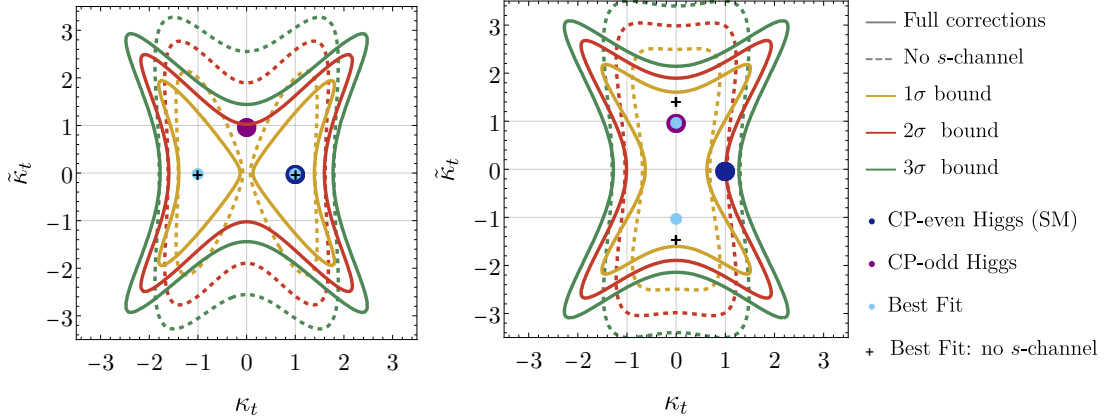 3
2
1
0
−1
−2
−3
κ̃t
−3 −2 −1 0 1 2 3
κt
3
2
1
0
−1
−2
−3
κ̃t
−3 −2 −1 0 1 2 3
κt
Full corrections
No s-channel
1σ bound
2σ bound
3σ bound
CP-even Higgs (SM)
CP-odd Higgs
Best Fit
Best Fit: no s-channel